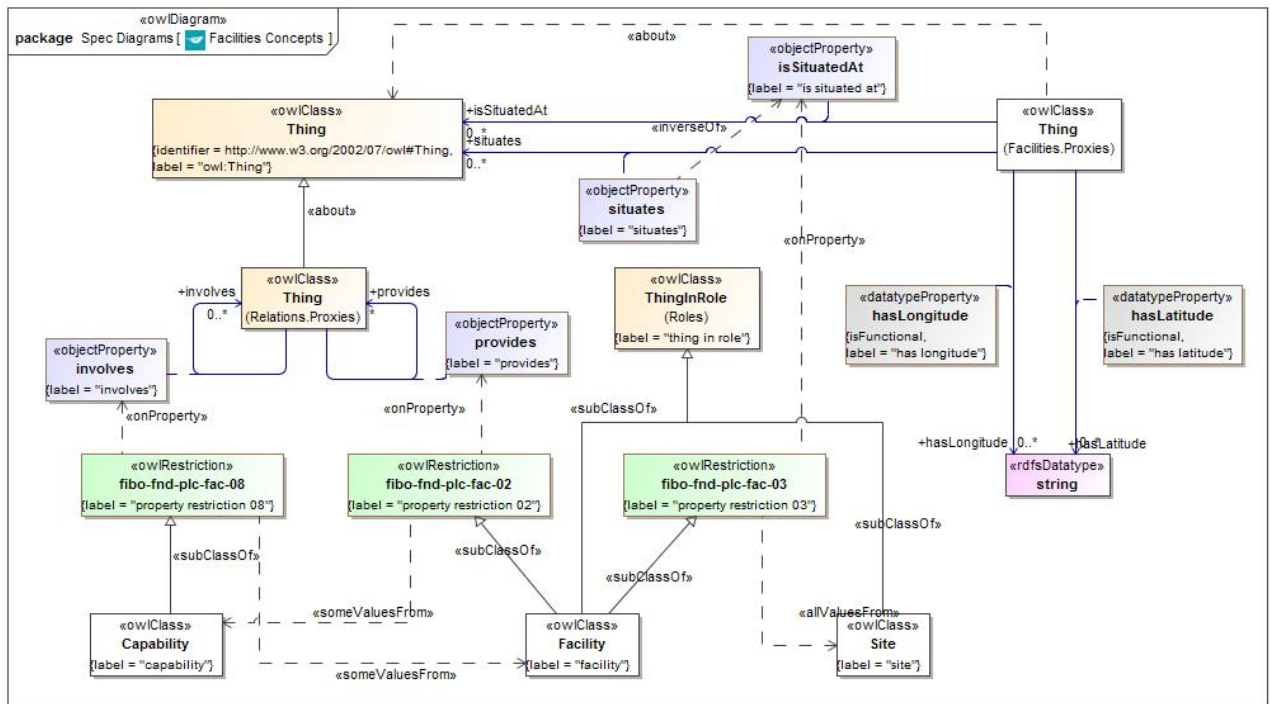 «owlDiagram»
package Spec Diagrams [ Facilities Concepts ]
«about»
«objectProperty»
isSituatedAt
{label = "is situated at"}
«owlClass»
Thing
{identifier = http://www.w3.org/2002/07/owl#Thing,
label = "owl:Thing"}
+isSituatedAt
0..*
+situates
0..*
«inverseOf»
«owlClass»
Thing
(Facilities.Proxies)
«objectProperty»
situates
{label = "situates"}
«about»
«onProperty»
«owlClass»
Thing
(Relations.Proxies)
+involves
0..*
+provides
*
«owlClass»
ThingInRole
(Roles)
{label = "thing in role"}
«datatypeProperty»
hasLongitude
{isFunctional,
label = "has longitude"}
«datatypeProperty»
hasLatitude
{isFunctional,
label = "has latitude"}
«objectProperty»
involves
{label = "involves"}
«objectProperty»
provides
{label = "provides"}
«onProperty»
«onProperty»
«subClassOf»
+hasLongitude 0..*
0..*
+hasLatitude
«owlRestriction»
fibo-fnd-plc-fac-08
{label = "property restriction 08"}
«owlRestriction»
fibo-fnd-plc-fac-02
{label = "property restriction 02"}
«owlRestriction»
fibo-fnd-plc-fac-03
{label = "property restriction 03"}
«rdfsDatatype»
string
«subClassOf»
«subClassOf»
«subClassOf»
«subClassOf»
«someValuesFrom»
«allValuesFrom»
«owlClass»
Capability
{label = "capability"}
«owlClass»
Facility
{label = "facility"}
«owlClass»
Site
{label = "site"}
«someValuesFrom»